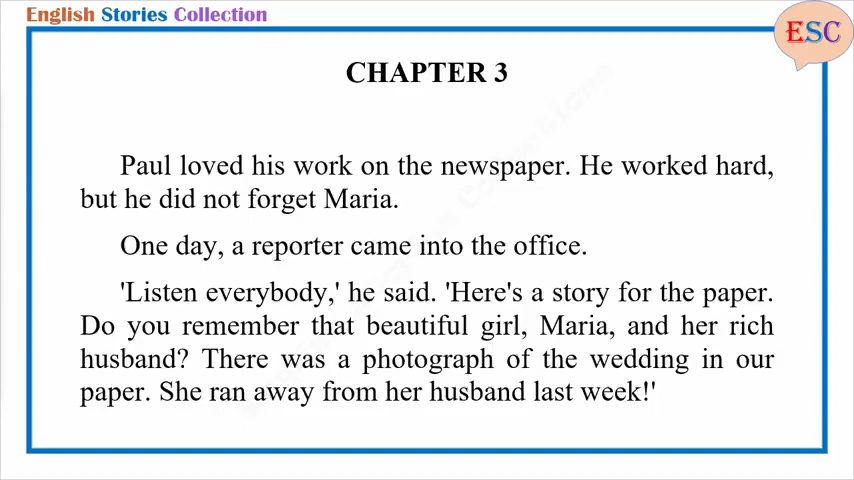 English Stories Collection
ESC
CHAPTER 3
Paul loved his work on the newspaper. He worked hard,
but he did not forget Maria.
One day, a reporter came into the office.
'Listen everybody,' he said. 'Here's a story for the paper.
Do you remember that beautiful girl, Maria, and her rich
husband? There was a photograph of the wedding in our
paper. She ran away from her husband last week!'